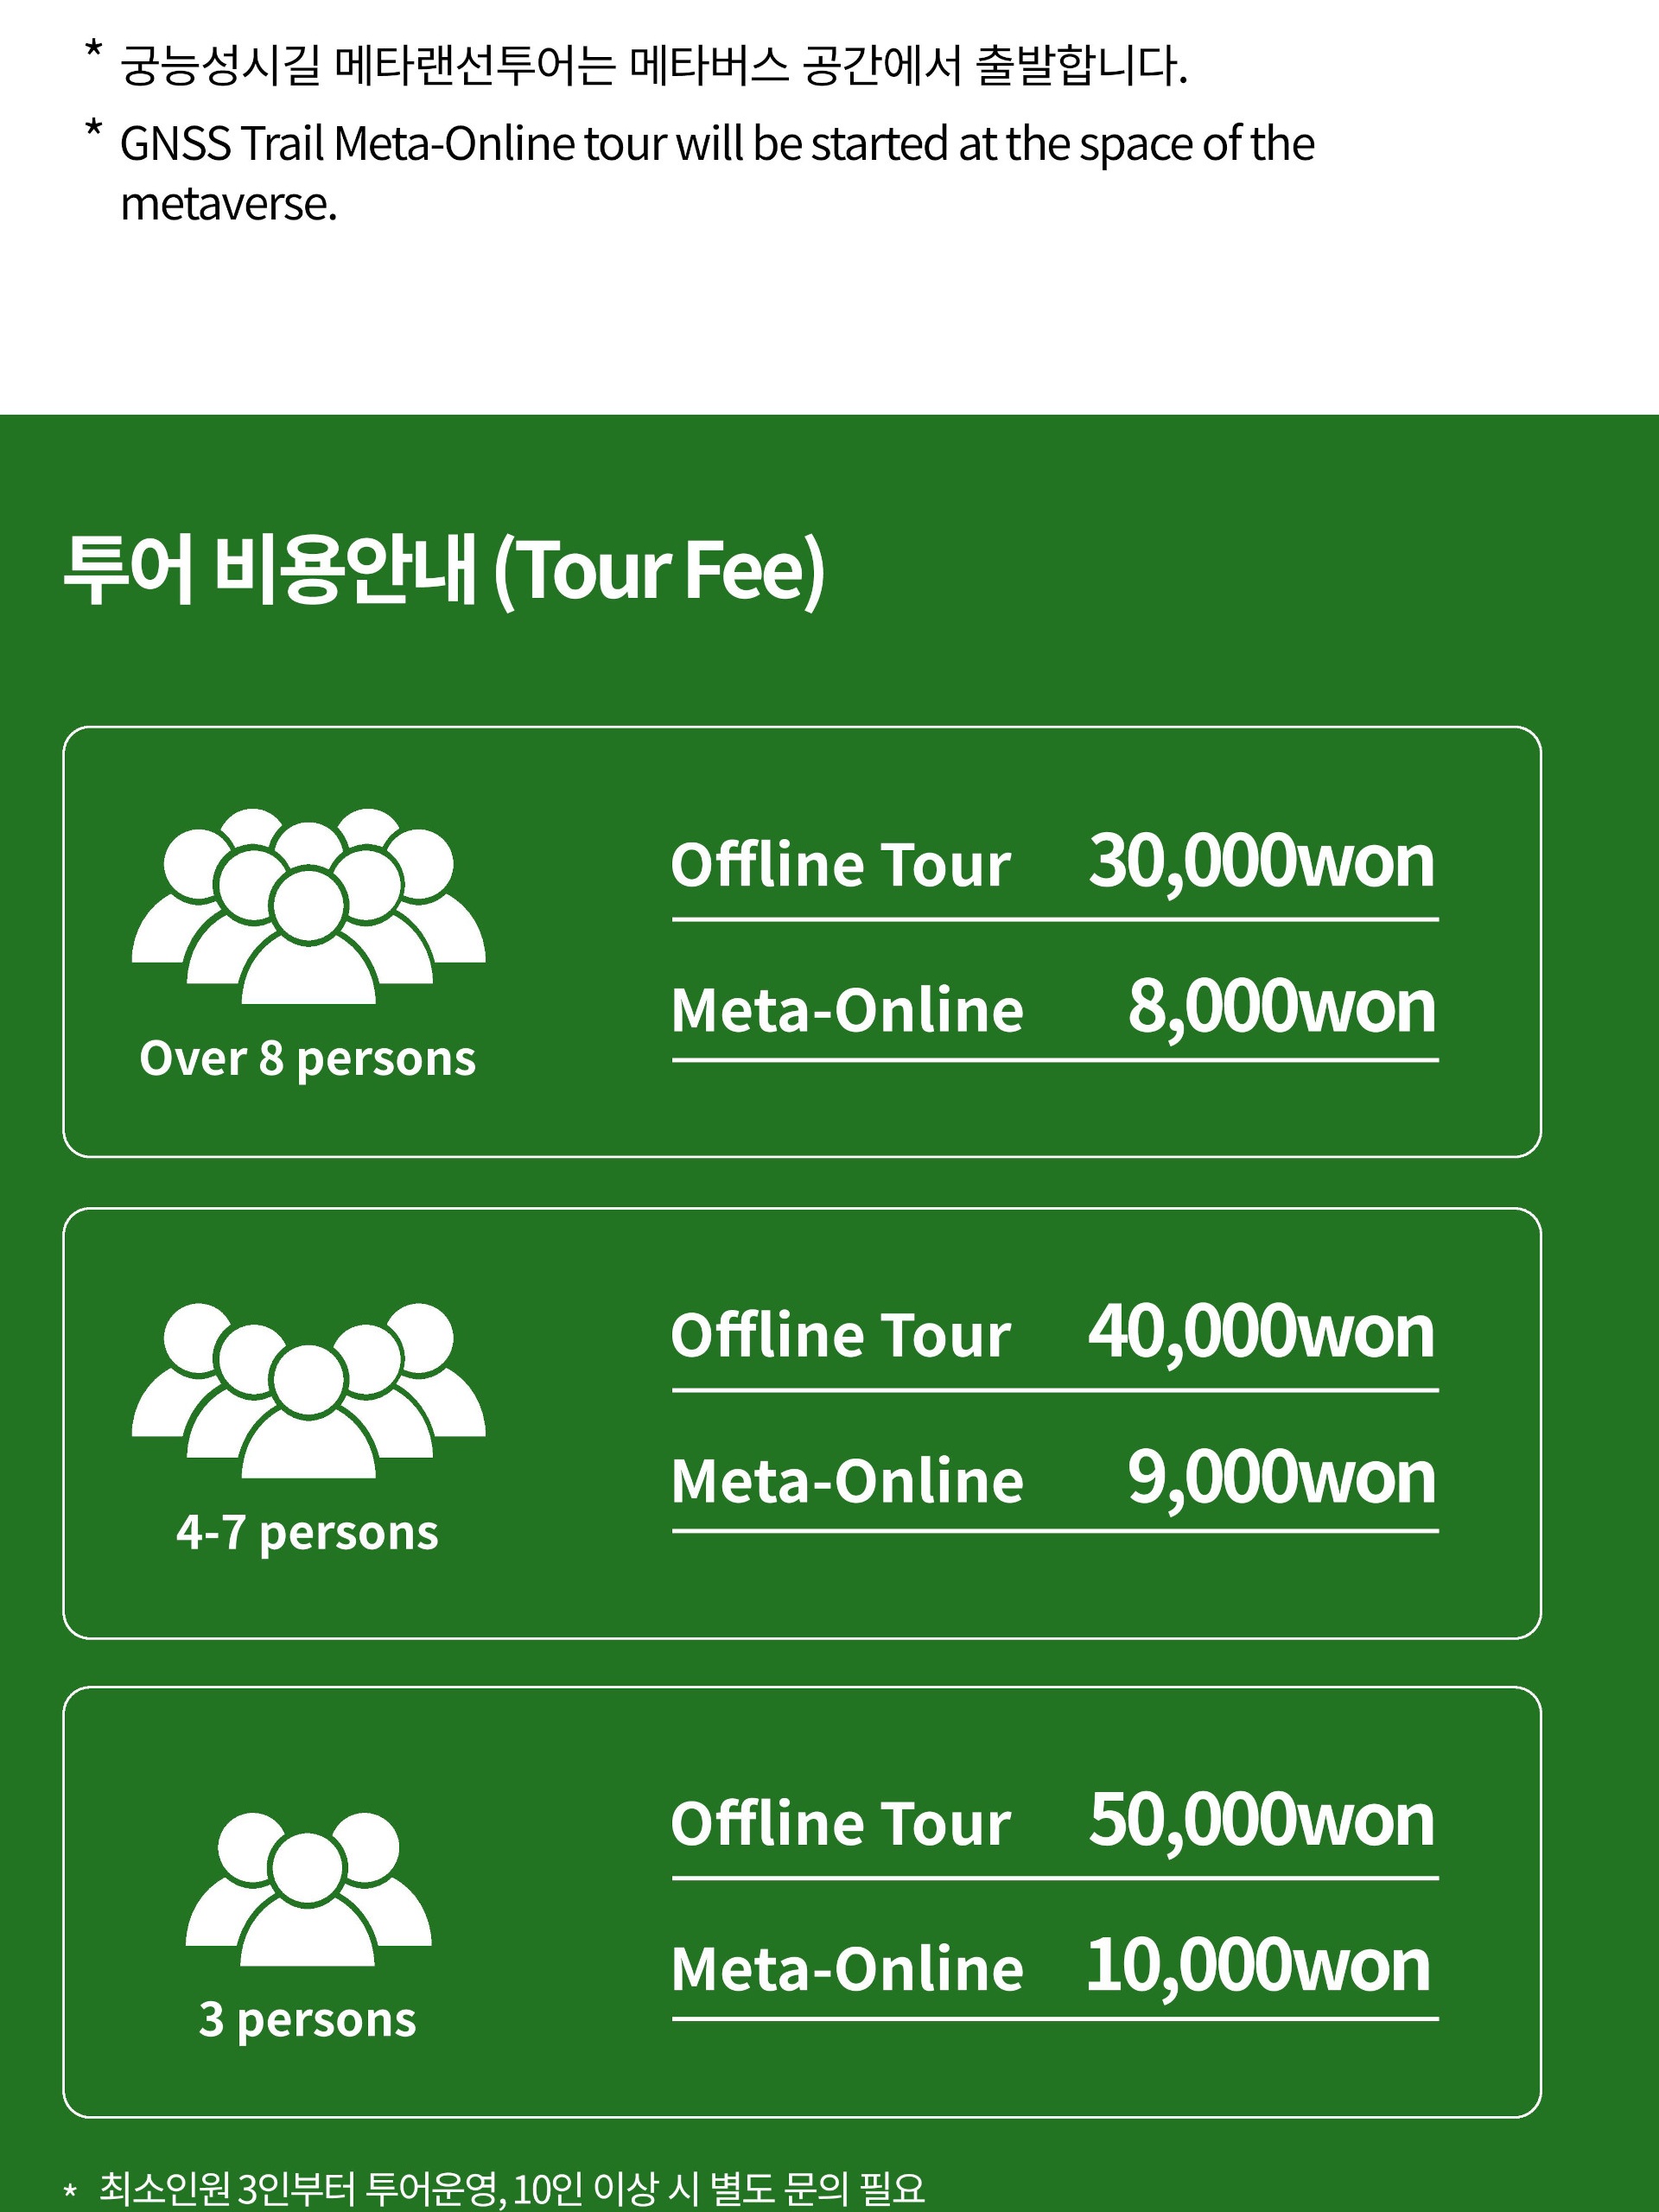 * 궁능성시길 메타랜선투어는 메타버스 공간에서 출발합니다.
* GNSS Trail Meta-Online tour will be started at the space of the
metaverse.
투어 비용안내 (Tour Fee)
Offline Tour 30,000won
Meta-Online 8,000won
Over 8 persons
Offline Tour 40,000won
Meta-Online 9,000won
4-7 persons
Offline Tour 50,000won
Meta-Online 10,000won
3 persons
* 최소인원 3인부터 투어운영, 10인 이상 시 별도 문의 필요